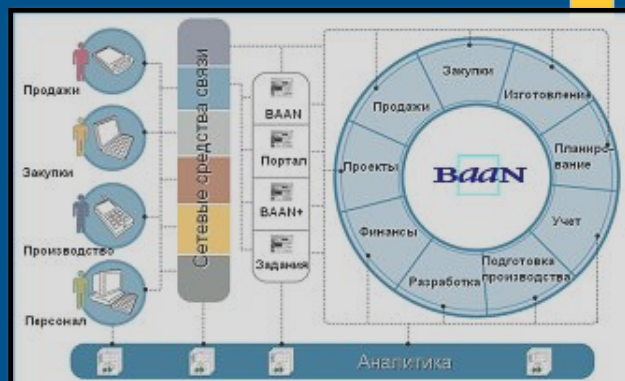 Продажи
Закупки
Производство
Персонал
Сетевые средства связи
BAAN
Портал
BAAN+
Задания
Закупки
Изготовление
Планиро-
вание
Учет
Подготовка
производства
Разработка
Финансы
Проекты
Продажи
BaaN
Аналитика